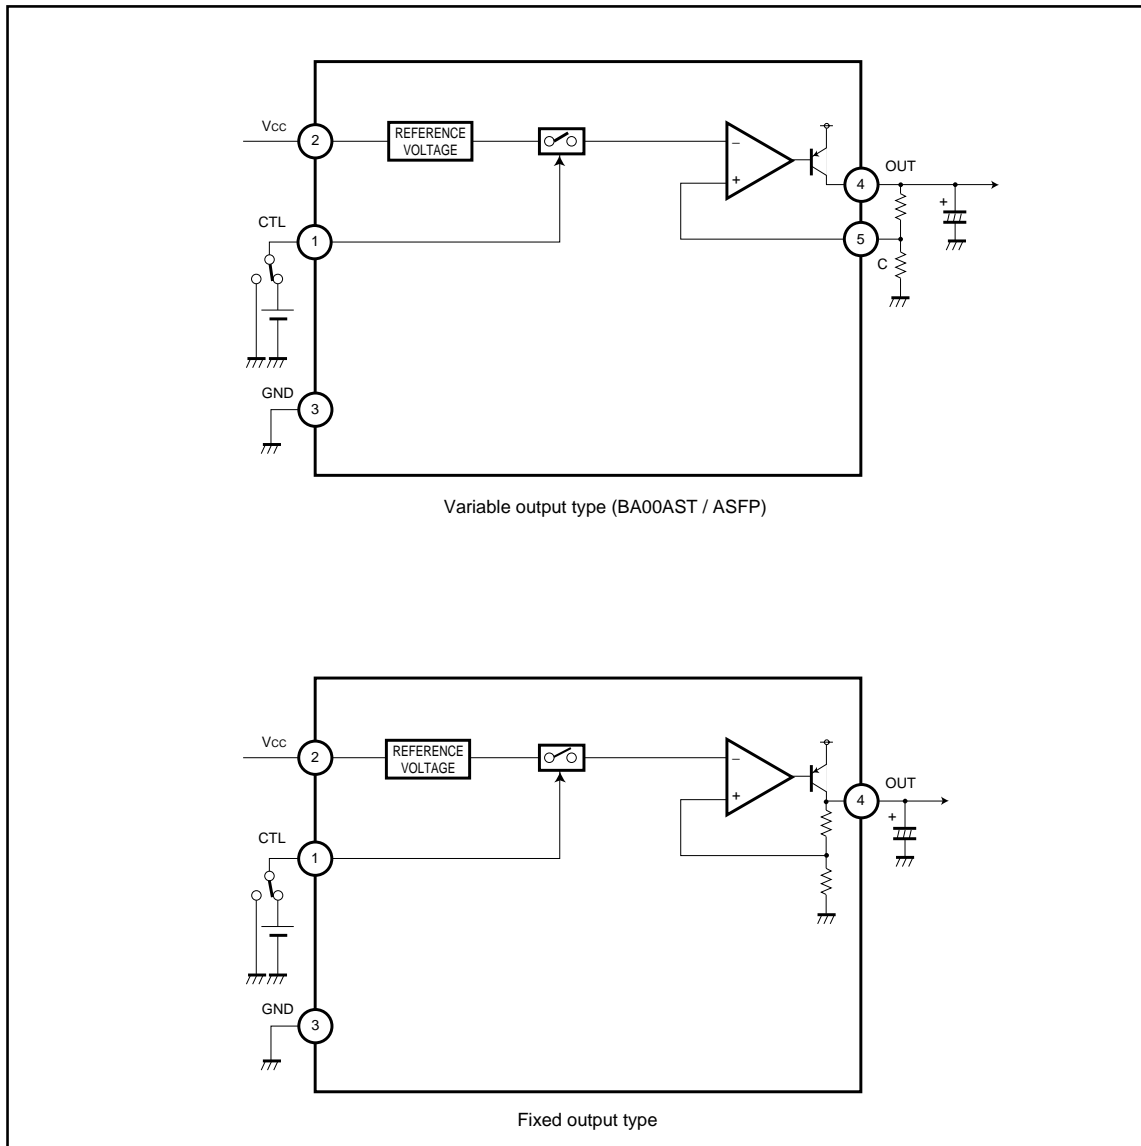 Vcc
2
REFERENCE
VOLTAGE
−
+
OUT
4
+
CTL
1
5
C
GND
3
Variable output type (BA00AST / ASFP)
Vcc
2
REFERENCE
VOLTAGE
−
+
OUT
4
+
CTL
1
GND
3
Fixed output type